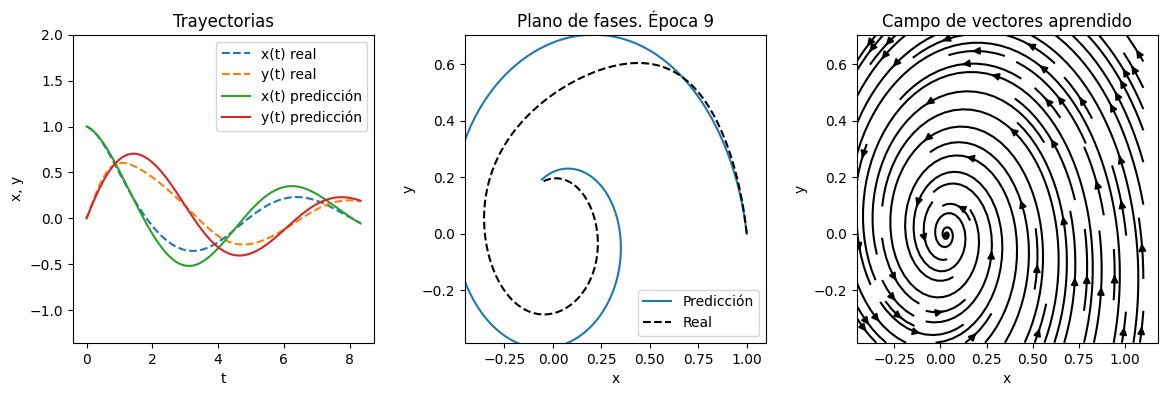 Trayectorias
2.0
1.5
1.0
0.5
0.0
−0.5
−1.0
x, y
0 2 4 6 8
t
x(t) real
y(t) real
x(t) predicción
y(t) predicción
Plano de fases. Época 9
0.6
0.4
0.2
0.0
−0.2
y
−0.25 0.00 0.25 0.50 0.75 1.00
x
Predicción
Real
Campo de vectores aprendido
0.6
0.4
0.2
0.0
−0.2
y
−0.25 0.00 0.25 0.50 0.75 1.00
x